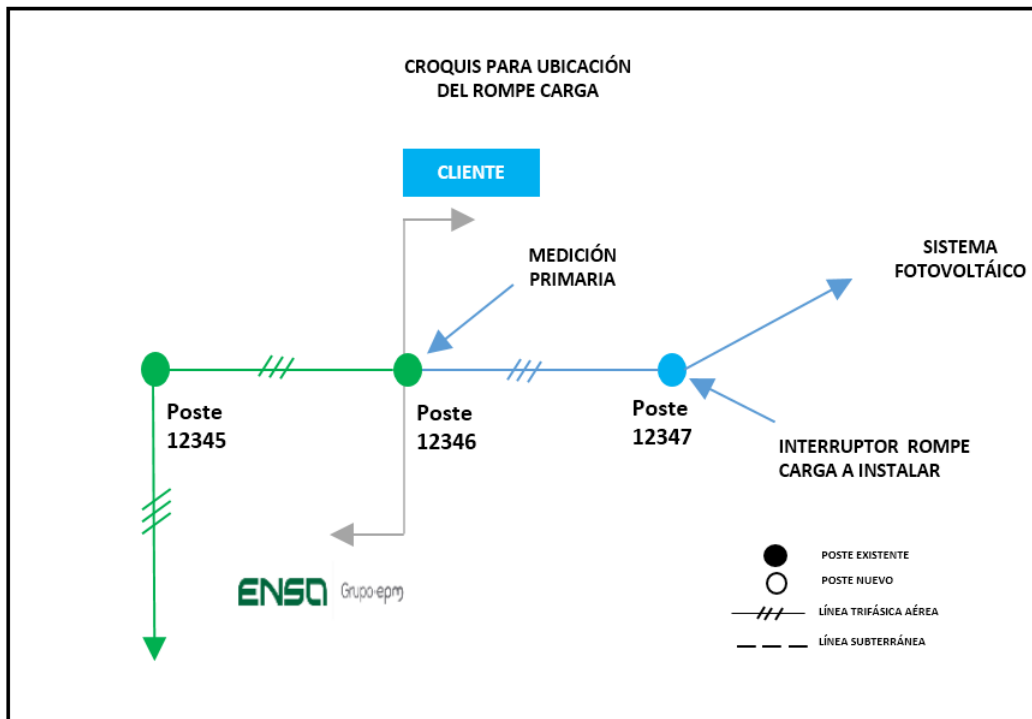 CROQUIS PARA UBICACIÓN
DEL ROMPE CARGA
CLIENTE
MEDICIÓN
PRIMARIA
SISTEMA
FOTOVOLTÁICO
Poste
12345
Poste
12346
Poste
12347
INTERRUPTOR ROMPE
CARGA A INSTALAR
ENSA Grupo·epm
POSTE EXISTENTE
POSTE NUEVO
LÍNEA TRIFÁSICA AÉREA
LÍNEA SUBTERRÁNEA